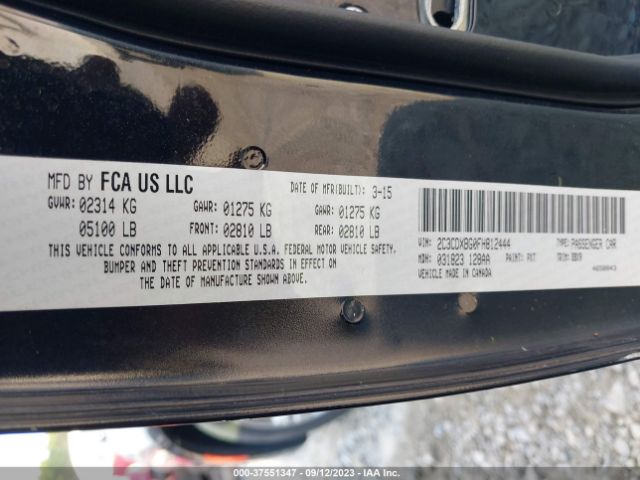 MFD BY FCA US LLC
DATE OF MFR(BUILT): 3-15
GVWR: 02314 KG GAWR: 01275 KG GAWR: 01275 KG
05100 LB FRONT: 02810 LB REAR: 02810 LB
THIS VEHICLE CONFORMS TO ALL APPLICABLE U.S.A. FEDERAL MOTOR VEHICLE SAFETY,
BUMPER AND THEFT PREVENTION STANDARDS IN EFFECT ON
THE DATE OF MANUFACTURE SHOWN ABOVE.
VIN: 2C3CDXBG0FH812444 TYPE: PASSENGER CAR
MDH: 031823 128AA PAINT: PXT TRIM:
VEHICLE MADE IN CANADA
000-37551347 - 09/12/2023 - IAA Inc.